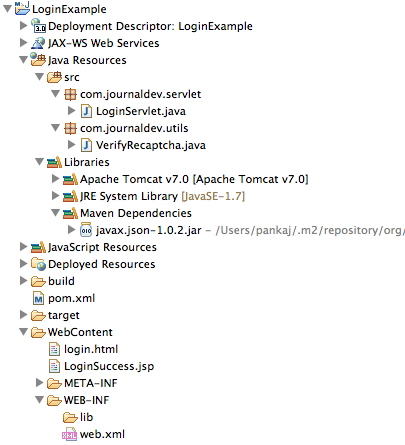 LoginExample
3.0 Deployment Descriptor: LoginExample
JAX-WS Web Services
Java Resources
src
com.journaldev.servlet
LoginServlet.java
com.journaldev.utils
VerifyRecaptcha.java
Libraries
Apache Tomcat v7.0 [Apache Tomcat v7.0]
JRE System Library [JavaSE-1.7]
Maven Dependencies
javax.json-1.0.2.jar - /Users/pankaj/.m2/repository/org/
JavaScript Resources
Deployed Resources
build
pom.xml
target
WebContent
login.html
LoginSuccess.jsp
META-INF
WEB-INF
lib
web.xml